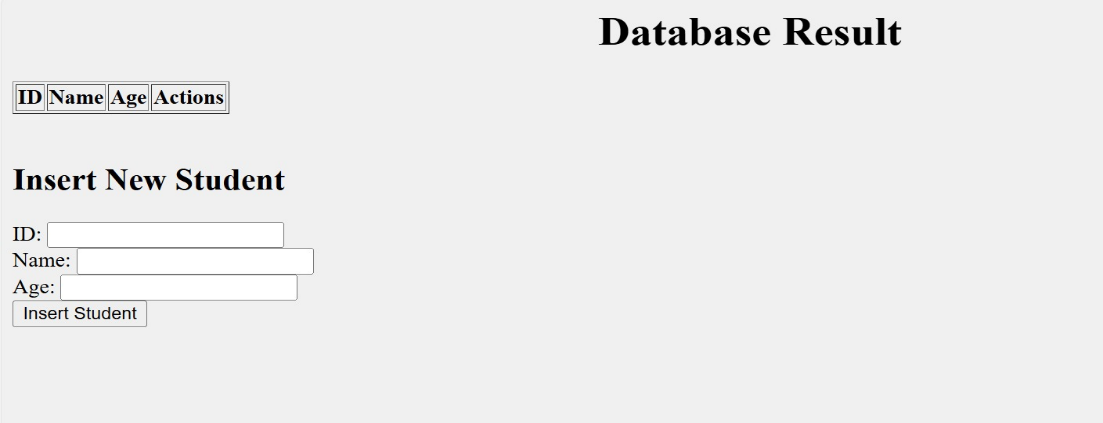 Database Result
ID Name Age Actions
Insert New Student
ID:
Name:
Age:
Insert Student